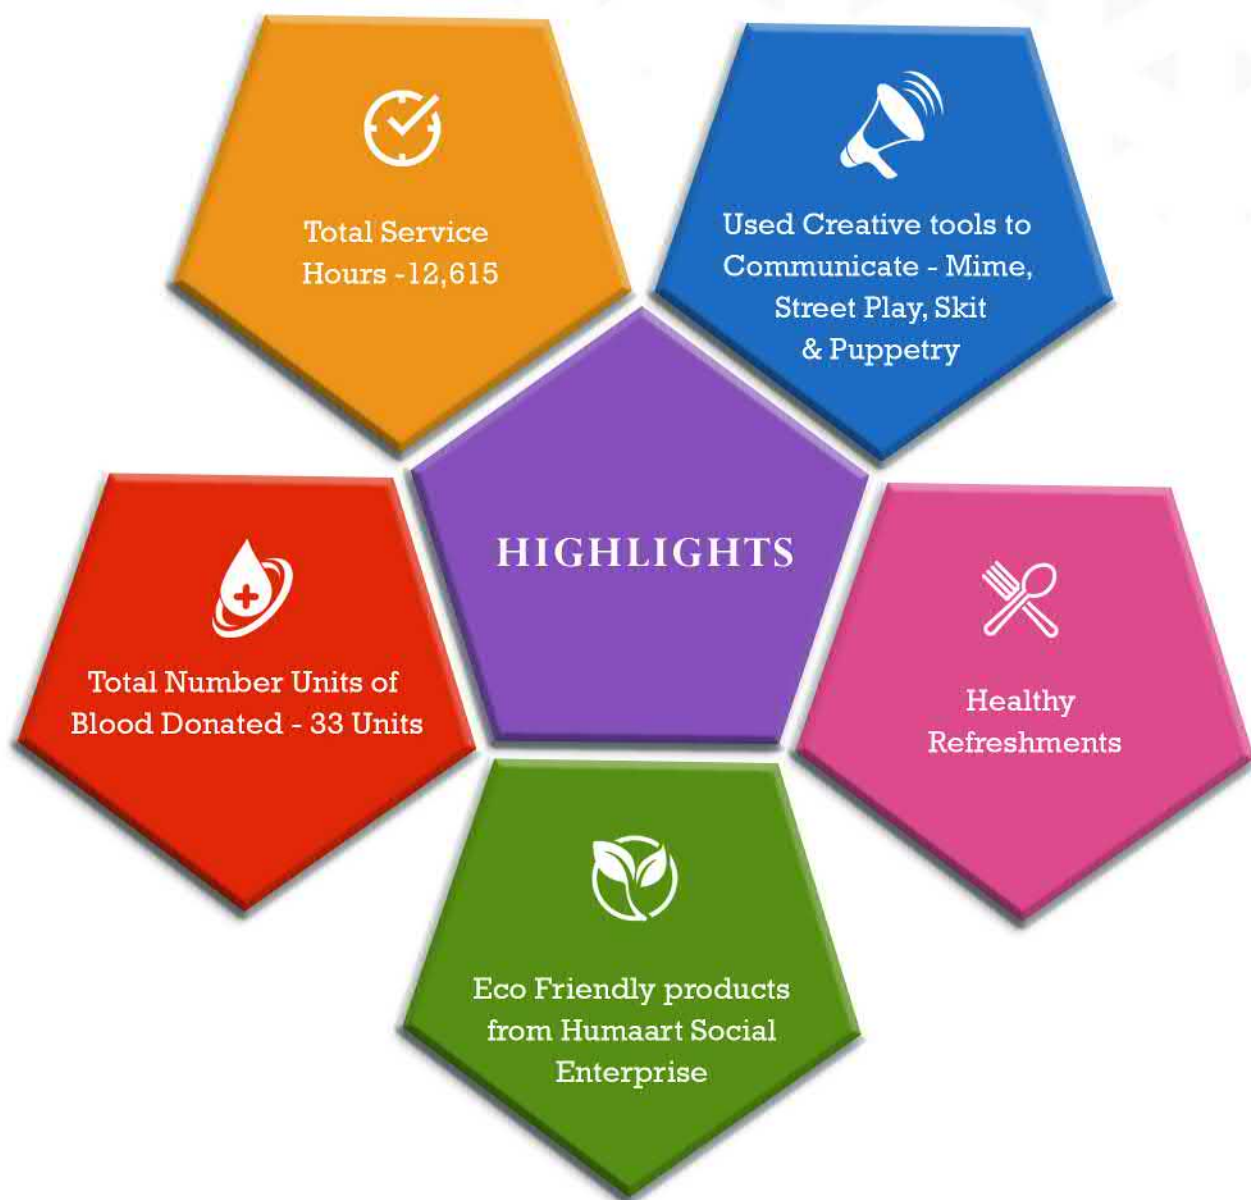 Total Service
Hours -12,615
Used Creative tools to
Communicate - Mime,
Street Play, Skit
& Puppetry
HIGHLIGHTS
Total Number Units of
Blood Donated - 33 Units
Healthy
Refreshments
Eco Friendly products
from Humaart Social
Enterprise